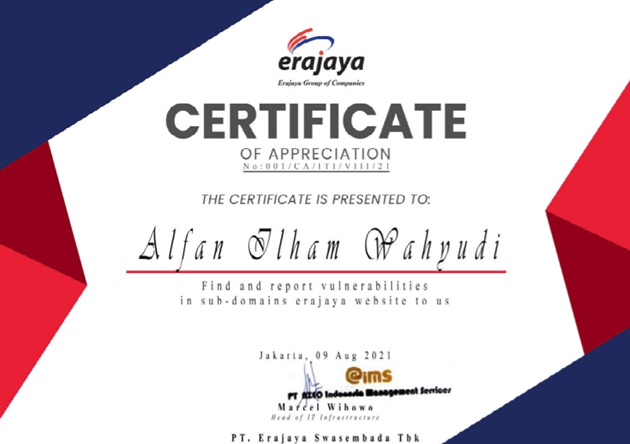 erajaya
Erajaya Group of Companies
CERTIFICATE
OF APPRECIATION
No:001/CA/ITI/VIII/21
THE CERTIFICATE IS PRESENTED TO:
Alfan Ilham Wahyudi
Find and report vulnerabilities
in sub-domains erajaya website to us
Jakarta, 09 Aug 2021
@ims
PT Indonesia Management Services
Marcel Wihowo
Head of IT Infrastructure
PT. Erajaya Swasembada Tbk